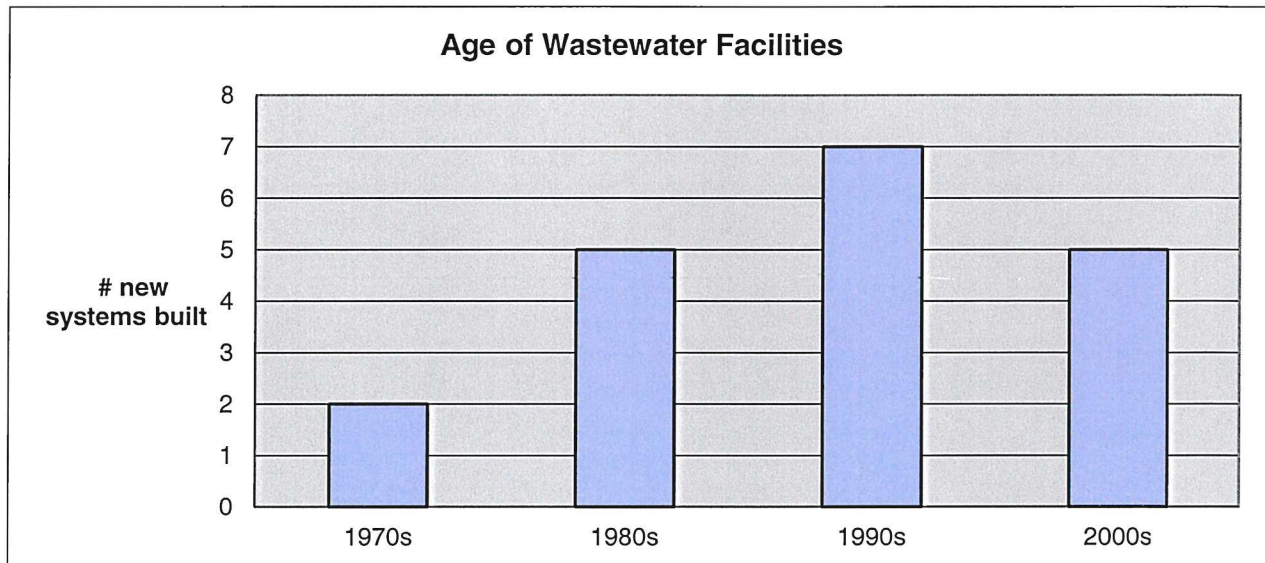 Age of Wastewater Facilities
8
7
6
5
4
3
2
1
0
# new
systems built
1970s
1980s
1990s
2000s